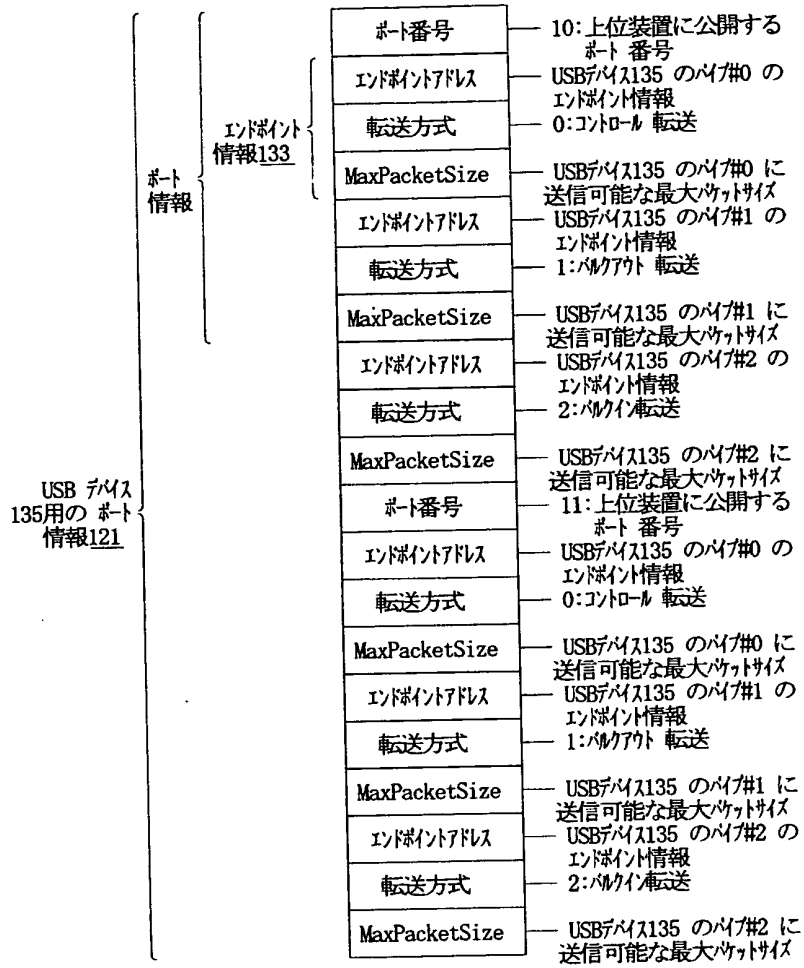 ポート番号
10:上位装置に公開する
ポート 番号
エンドポイントアドレス
USBデバイス135 のパイプ#0 の
エンドポイント情報
エンドポイント
情報133
転送方式
0:コントロール 転送
ポート
情報
MaxPacketSize
USBデバイス135 のパイプ#0 に
送信可能な最大パケットサイズ
エンドポイントアドレス
USBデバイス135 のパイプ#1 の
エンドポイント情報
転送方式
1:バルクアウト 転送
MaxPacketSize
USBデバイス135 のパイプ#1 に
送信可能な最大パケットサイズ
エンドポイントアドレス
USBデバイス135 のパイプ#2 の
エンドポイント情報
転送方式
2:バルクイン転送
MaxPacketSize
USBデバイス135 のパイプ#2 に
送信可能な最大パケットサイズ
USB デバイス
135用の ポート
情報121
ポート番号
11:上位装置に公開する
ポート 番号
エンドポイントアドレス
USBデバイス135 のパイプ#0 の
エンドポイント情報
転送方式
0:コントロール 転送
MaxPacketSize
USBデバイス135 のパイプ#0 に
送信可能な最大パケットサイズ
エンドポイントアドレス
USBデバイス135 のパイプ#1 の
エンドポイント情報
転送方式
1:バルクアウト 転送
MaxPacketSize
USBデバイス135 のパイプ#1 に
送信可能な最大パケットサイズ
エンドポイントアドレス
USBデバイス135 のパイプ#2 の
エンドポイント情報
転送方式
2:バルクイン転送
MaxPacketSize
USBデバイス135 のパイプ#2 に
送信可能な最大パケットサイズ